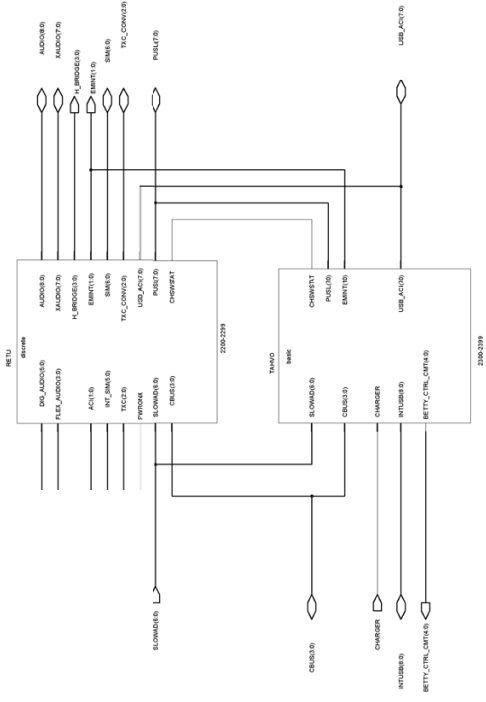 AUDIO(8:0)
XAUDIO(7:0)
H_BRIDGE(3:0)
EMINT(1:0)
SIM(6:0)
TXC_CONV(2:0)
PUSL(7:0)
USB_ACI(7:0)
RETU
discrete
AUDIO(8:0)
XAUDIO(7:0)
H_BRIDGE(3:0)
EMINT(1:0)
SIM(6:0)
TXC_CONV(2:0)
USD_ACI(7:0)
PUSI(7:0)
CHSWSTAT
DIG_AUDIO(5:0)
FLEX_AUDIO(3:0)
ACI(1:0)
INT_SIM(5:0)
TXC(2:0)
PWRONX
SLOWAD(6:0)
CBUS(3:0)
2200-2299
TAHVO
basic
CHSWSTLT
PUSL(7:0)
EMINT(1:0)
USB_ACI(7:0)
SLOWAD(6:0)
CBUS(3:0)
CHARGER
INTUSB(8:0)
BETTY_CTRL_CMT(4:0)
2300-2399
SLOWAD(6:0)
CBUS(3:0)
CHARGER
INTUSB(8:0)
BETTY_CTRL_CMT(4:0)